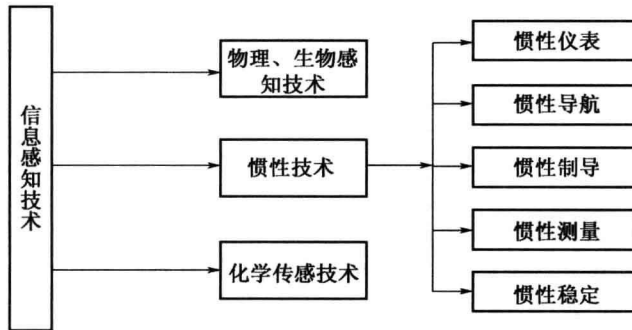 信息感知技术
物理、生物感
知技术
惯性技术
化学传感技术
惯性仪表
惯性导航
惯性制导
惯性测量
惯性稳定